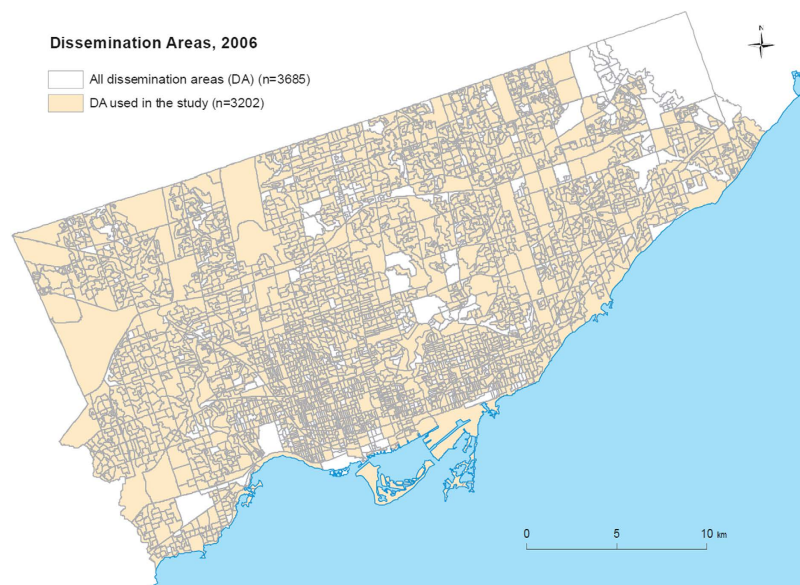 Dissemination Areas, 2006
All dissemination areas (DA) (n=3685)
DA used in the study (n=3202)
N
0 5 10 km